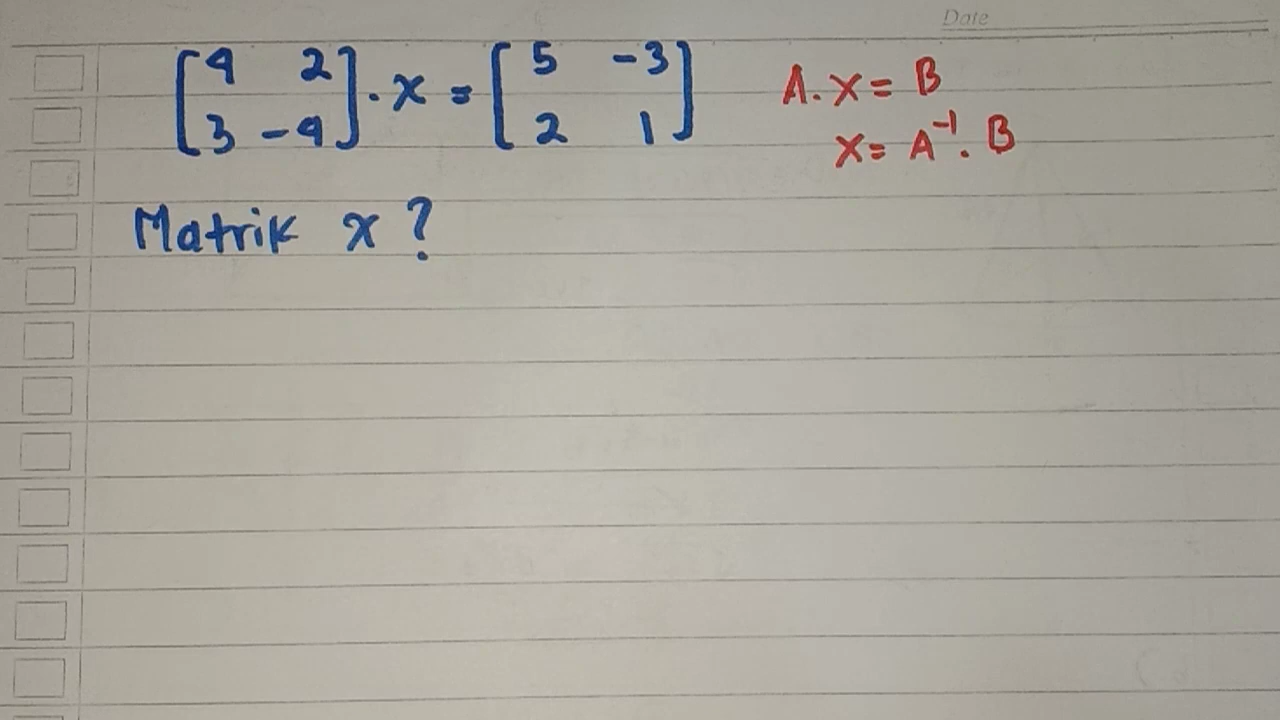 Date
[4 2] . x = [5 -3] A. X = B
[3 -4] [2 1] X = A⁻¹. B
Matrik x ?